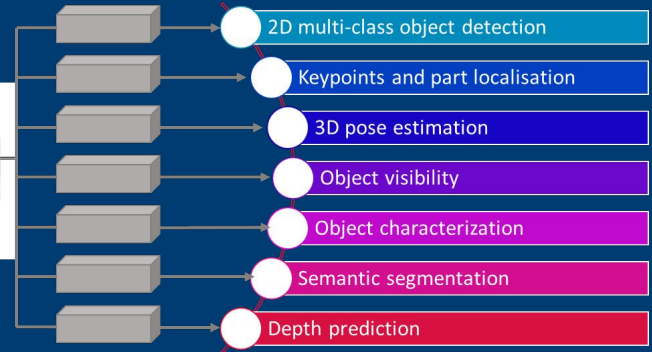 2D multi-class object detection
Keypoints and part localisation
3D pose estimation
Object visibility
Object characterization
Semantic segmentation
Depth prediction